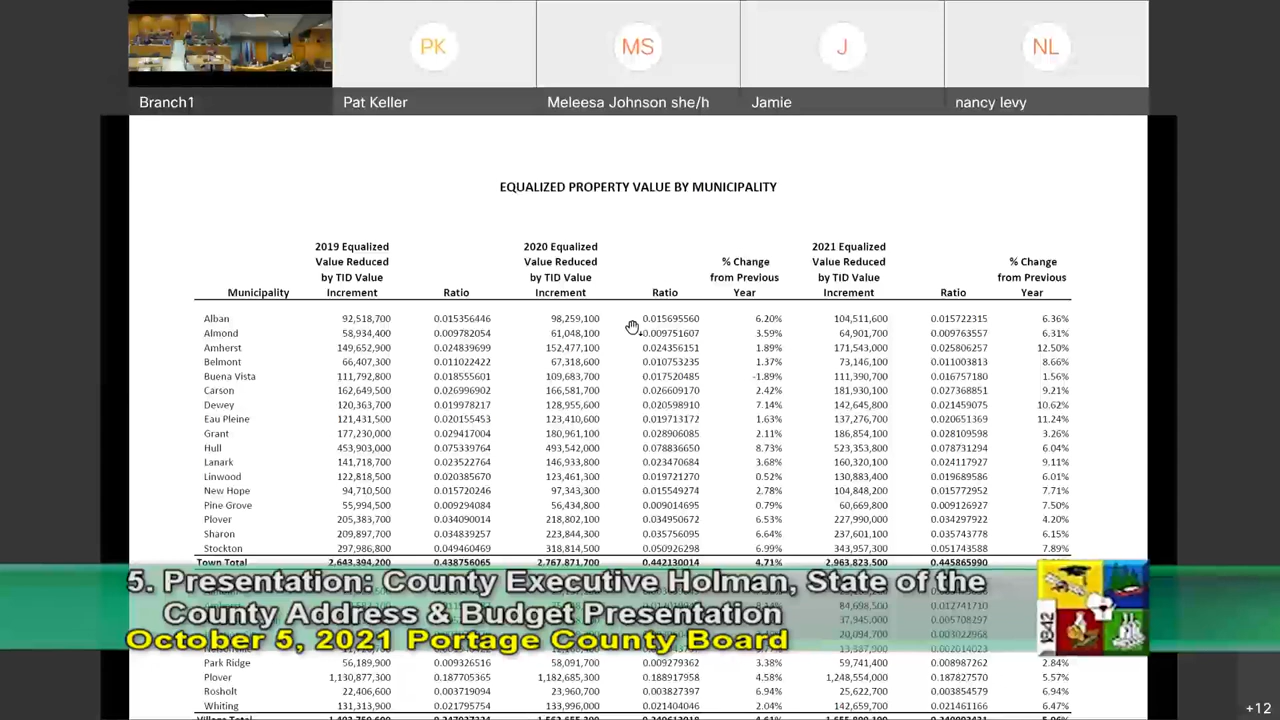 PK
MS
J
NL
Branch1
Pat Keller
Meleesa Johnson she/h
Jamie
nancy levy
EQUALIZED PROPERTY VALUE BY MUNICIPALITY
2019 Equalized 2020 Equalized 2021 Equalized
Value Reduced Value Reduced % Change Value Reduced % Change
by TID Value by TID Value from Previous by TID Value from Previous
Municipality Increment Ratio Increment Ratio Year Increment Ratio Year
Alban 92,518,700 0.015356446 98,259,100 0.015695560 6.20% 104,511,600 0.015722315 6.36%
Almond 58,934,400 0.009782054 61,048,100 0.009751607 3.59% 64,901,700 0.009763557 6.31%
Amherst 149,652,900 0.024839699 152,477,100 0.024356151 1.89% 171,543,000 0.025806257 12.50%
Belmont 66,407,300 0.011022422 67,318,600 0.010753235 1.37% 73,146,100 0.011003813 8.66%
Buena Vista 111,792,800 0.018555601 109,683,700 0.017520485 -1.89% 111,390,700 0.016757180 1.56%
Carson 162,649,500 0.026996902 166,581,700 0.026609170 2.42% 181,930,100 0.027368851 9.21%
Dewey 120,363,700 0.019978217 128,955,600 0.020598910 7.14% 142,645,800 0.021459075 10.62%
Eau Pleine 121,431,500 0.020155453 123,410,600 0.019713172 1.63% 137,276,700 0.020651369 11.24%
Grant 177,230,000 0.029417004 180,961,100 0.028906085 2.11% 186,854,100 0.028109598 3.26%
Hull 453,903,000 0.075339764 493,542,000 0.078836650 8.73% 523,353,800 0.078731294 6.04%
Lanark 141,718,700 0.023522764 146,933,800 0.023470684 3.68% 160,320,100 0.024117927 9.11%
Linwood 122,818,500 0.020385670 123,461,300 0.019721270 0.52% 130,883,400 0.019689586 6.01%
New Hope 94,710,500 0.015720246 97,343,300 0.015549274 2.78% 104,848,200 0.015772952 7.71%
Pine Grove 55,994,500 0.009294084 56,434,800 0.009014695 0.79% 60,669,800 0.009126927 7.50%
Plover 205,383,700 0.034090014 218,802,100 0.034950672 6.53% 227,990,000 0.034297922 4.20%
Sharon 209,897,700 0.034839257 223,844,300 0.035756095 6.64% 237,601,100 0.035743778 6.15%
Stockton 297,986,800 0.049460469 318,814,500 0.050926298 6.99% 343,957,300 0.051743588 7.89%
Town Total 2,643,394,200 0.438756065 2,767,871,700 0.442130014 4.71% 2,963,823,500 0.445865990
5. Presentation: County Executive Holman, State of the
84,698,500 0.012741710
County Address & Budget Presentation
37,945,000 0.005708297
20,094,700 0.003022968
October 5, 2021 Portage County Board
1842
Park Ridge 56,189,900 0.009326516 58,091,700 0.009279362 3.38% 59,741,400 0.008987262 2.84%
Plover 1,130,877,300 0.187705365 1,182,685,300 0.188917958 4.58% 1,248,554,000 0.187827570 5.57%
Rosholt 22,406,600 0.003719094 23,960,700 0.003827397 6.94% 25,622,700 0.003854579 6.94%
Whiting 131,313,900 0.021795754 133,996,000 0.021404046 2.04% 142,659,700 0.021461166 6.47%
+12